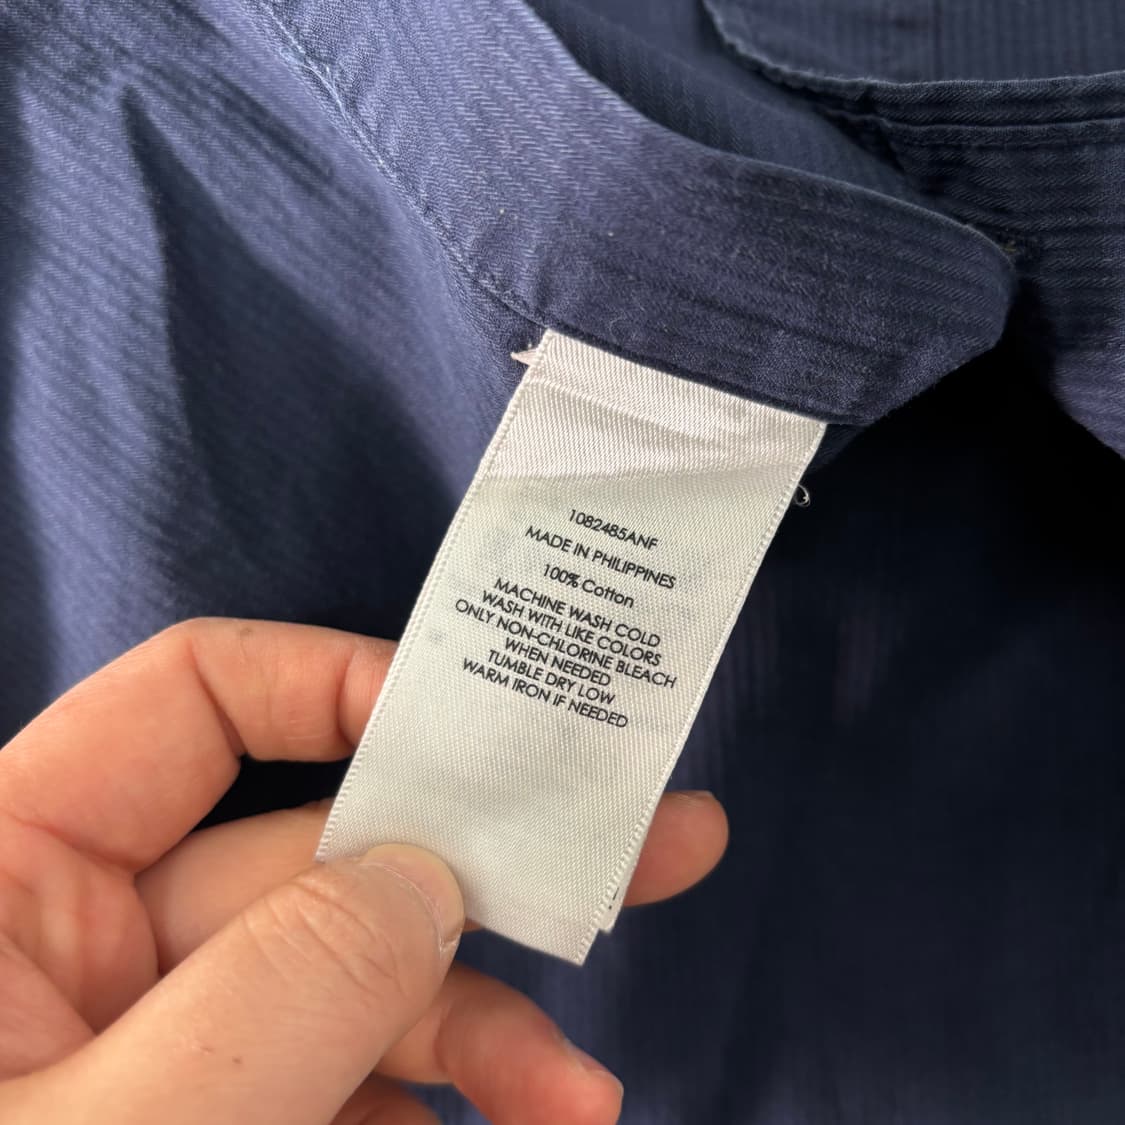 1082485ANF
MADE IN PHILIPPINES
100% Cotton
MACHINE WASH COLD
WASH WITH LIKE COLORS
ONLY NON-CHLORINE BLEACH
WHEN NEEDED
TUMBLE DRY LOW
WARM IRON IF NEEDED